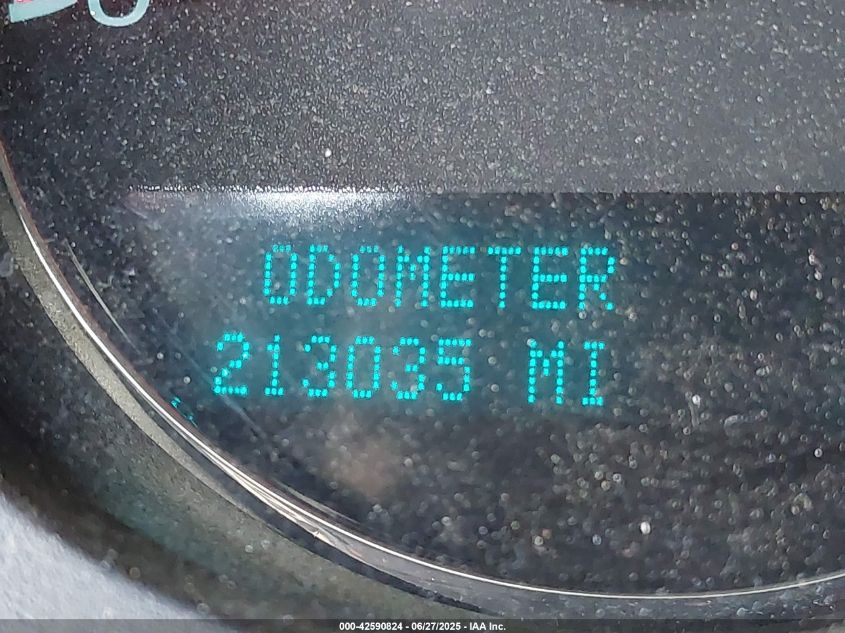 ODOMETER
213035 MI
000-42590824 - 06/27/2025 - IAA Inc.